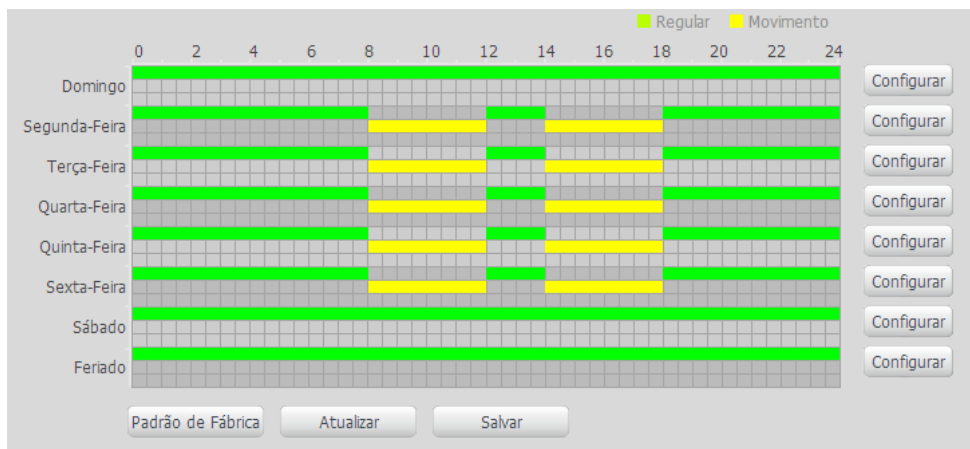 Regular Movimento
0 2 4 6 8 10 12 14 16 18 20 22 24
Domingo Configurar
Segunda-Feira Configurar
Terça-Feira Configurar
Quarta-Feira Configurar
Quinta-Feira Configurar
Sexta-Feira Configurar
Sábado Configurar
Feriado Configurar
Padrão de Fábrica Atualizar Salvar